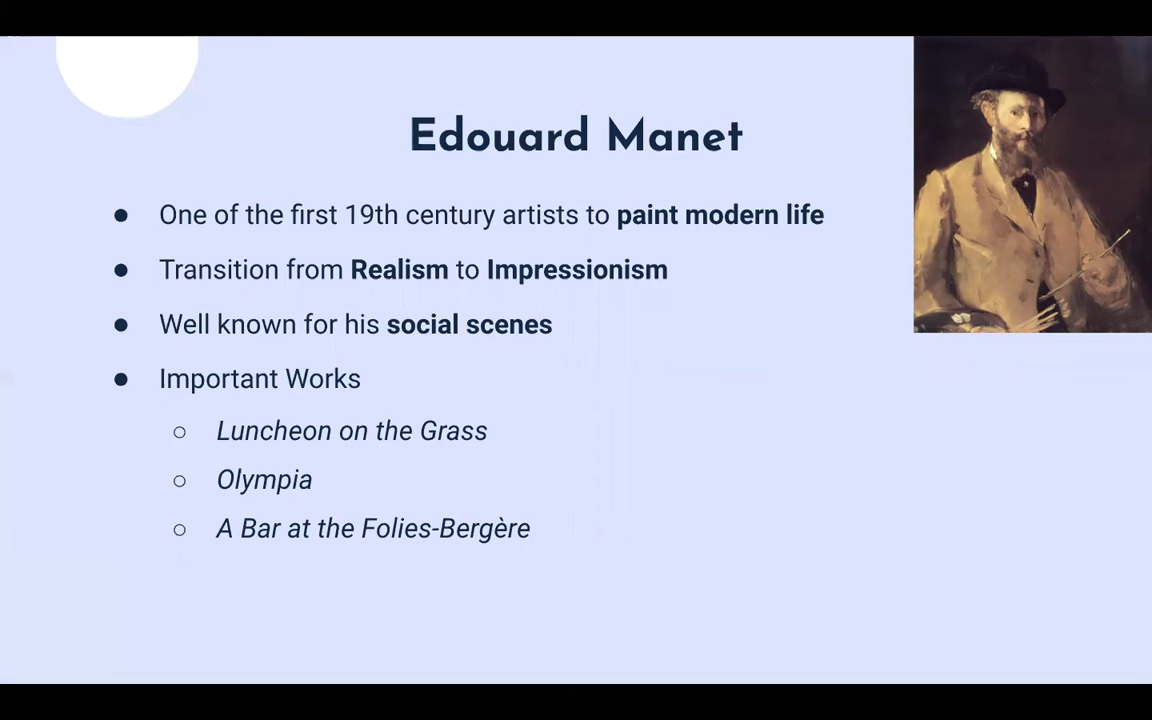 Edouard Manet
● One of the first 19th century artists to paint modern life
● Transition from Realism to Impressionism
● Well known for his social scenes
● Important Works
○ Luncheon on the Grass
○ Olympia
○ A Bar at the Folies-Bergère